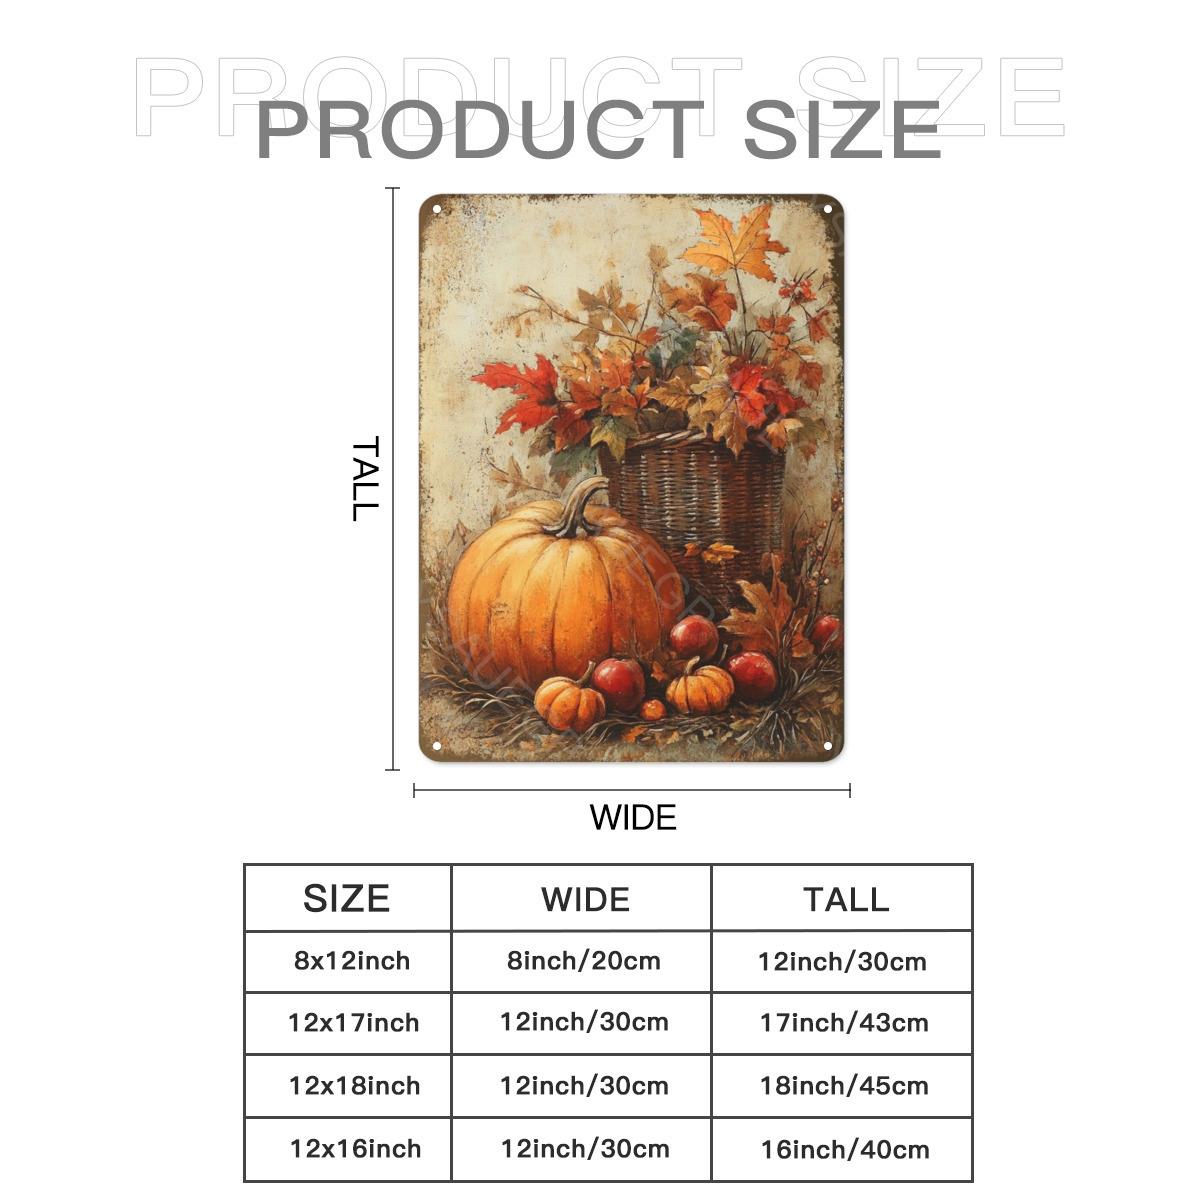 PRODUCT SIZE
PRODUCT SIZE
TALL
WIDE
SIZE WIDE TALL
8x12inch 8inch/20cm 12inch/30cm
12x17inch 12inch/30cm 17inch/43cm
12x18inch 12inch/30cm 18inch/45cm
12x16inch 12inch/30cm 16inch/40cm